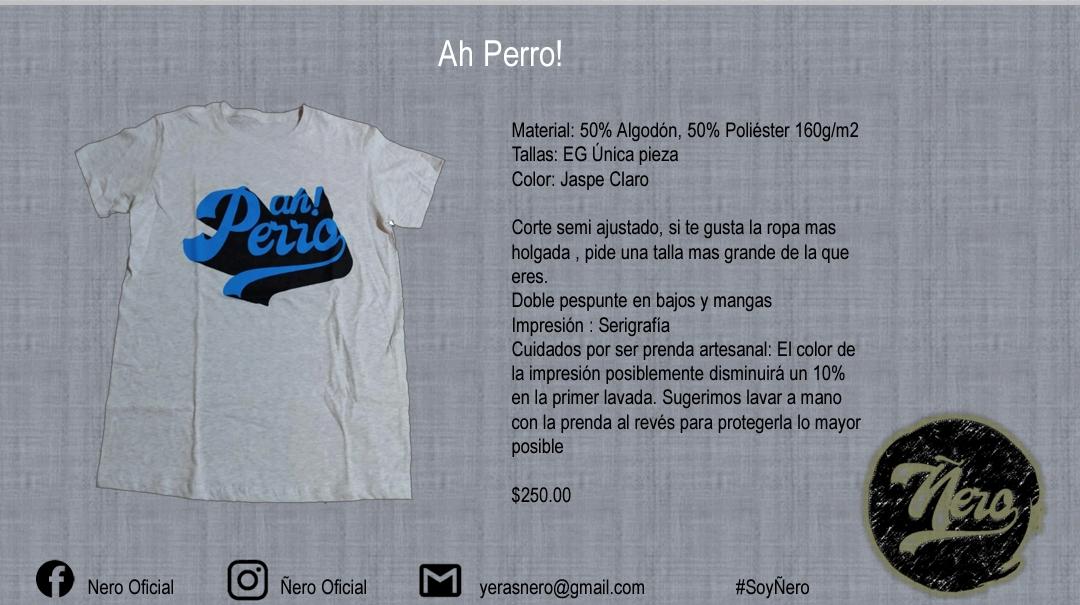 Ah Perro!
ah!
Perro
Material: 50% Algodón, 50% Poliéster 160g/m2
Tallas: EG Única pieza
Color: Jaspe Claro
Corte semi ajustado, si te gusta la ropa mas
holgada , pide una talla mas grande de la que
eres.
Doble pespunte en bajos y mangas
Impresión : Serigrafía
Cuidados por ser prenda artesanal: El color de
la impresión posiblemente disminuirá un 10%
en la primer lavada. Sugerimos lavar a mano
con la prenda al revés para protegerla lo mayor
posible
$250.00
Ñero
Nero Oficial
Ñero Oficial
yerasnero@gmail.com
#SoyÑero